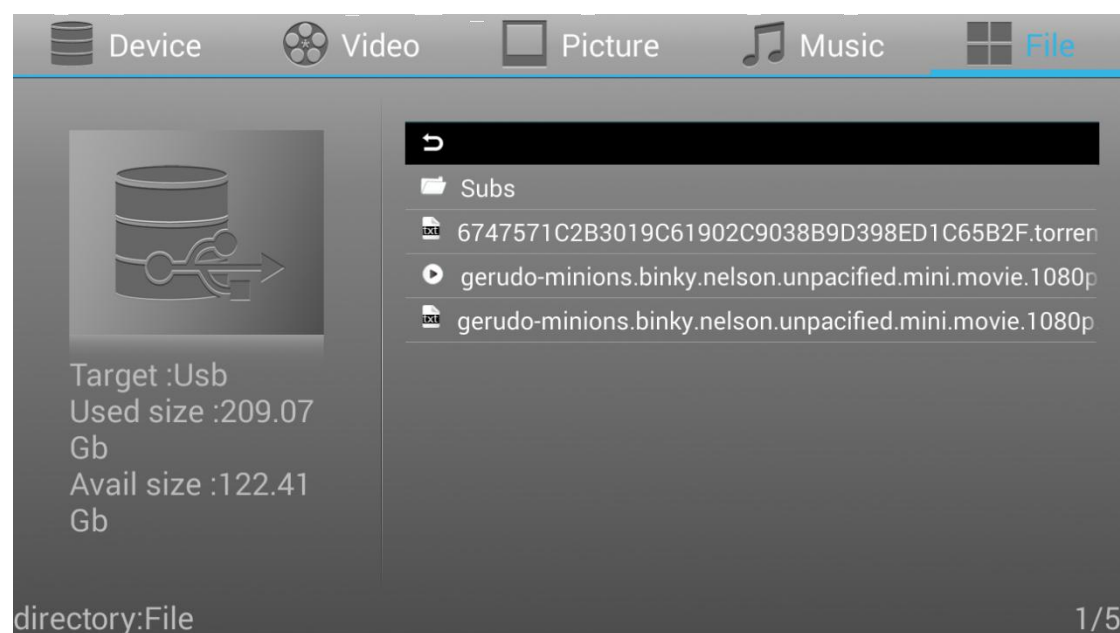 Device Video Picture Music File
Subs
6747571C2B3019C61902C9038B9D398ED1C65B2F.torren
gerudo-minions.binky.nelson.unpacified.mini.movie.1080p
txt gerudo-minions.binky.nelson.unpacified.mini.movie.1080p
Target :Usb
Used size :209.07
Gb
Avail size :122.41
Gb
directory:File
1/5